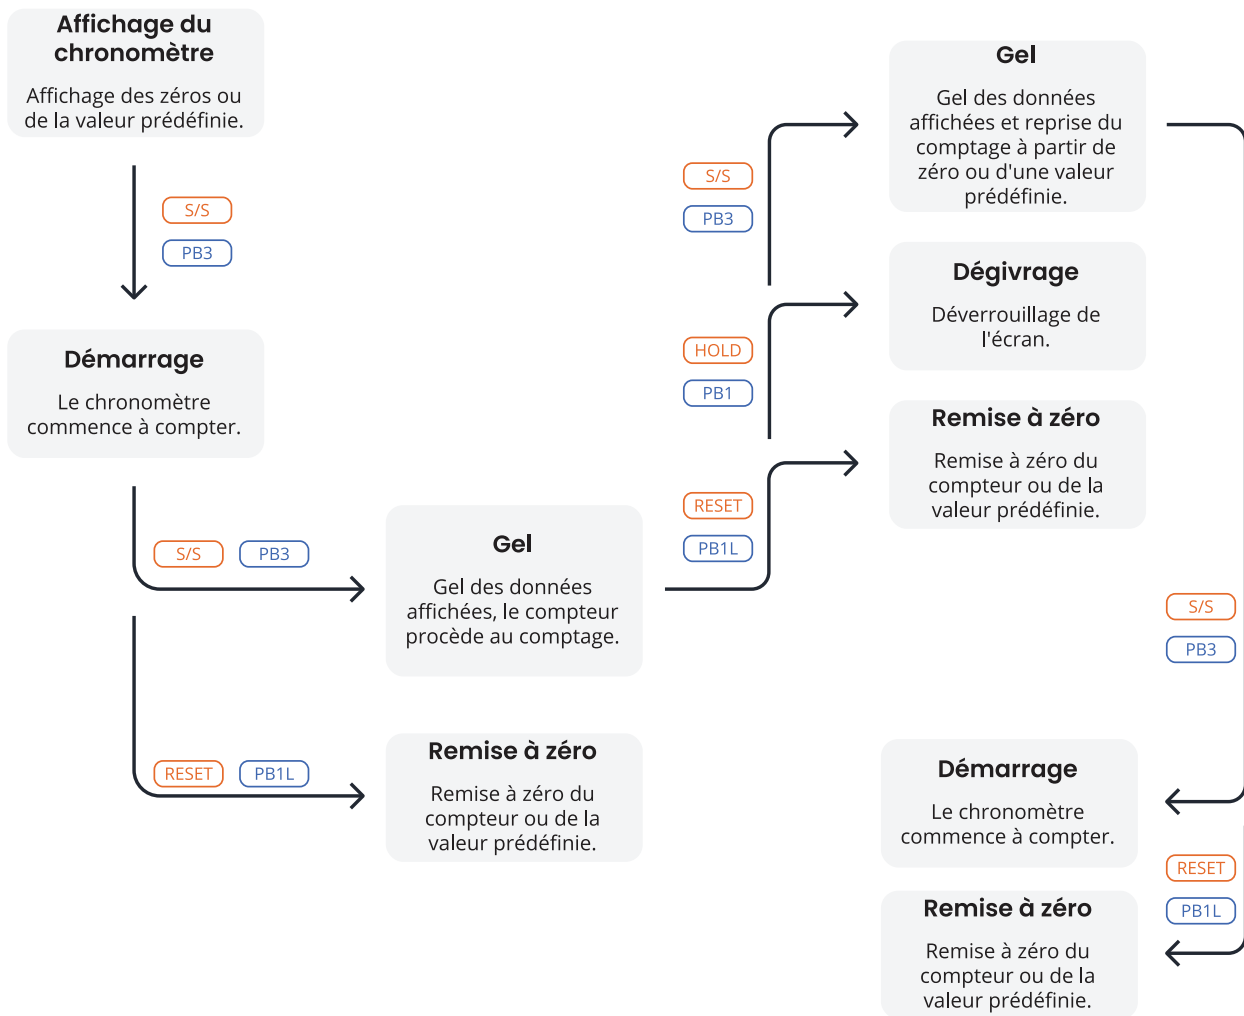 Affichage du
chronomètre
Affichage des zéros ou
de la valeur prédéfinie.
S/S
PB3
Démarrage
Le chronomètre
commence à compter.
S/S PB3
Gel
Gel des données
affichées, le compteur
procède au comptage.
RESET PB1L
Remise à zéro
Remise à zéro du
compteur ou de la
valeur prédéfinie.
S/S
PB3
Gel
Gel des données
affichées et reprise du
comptage à partir de
zéro ou d'une valeur
prédéfinie.
HOLD
PB1
Dégivrage
Déverrouillage de
l'écran.
RESET
PB1L
Remise à zéro
Remise à zéro du
compteur ou de la
valeur prédéfinie.
S/S
PB3
Démarrage
Le chronomètre
commence à compter.
RESET
PB1L
Remise à zéro
Remise à zéro du
compteur ou de la
valeur prédéfinie.